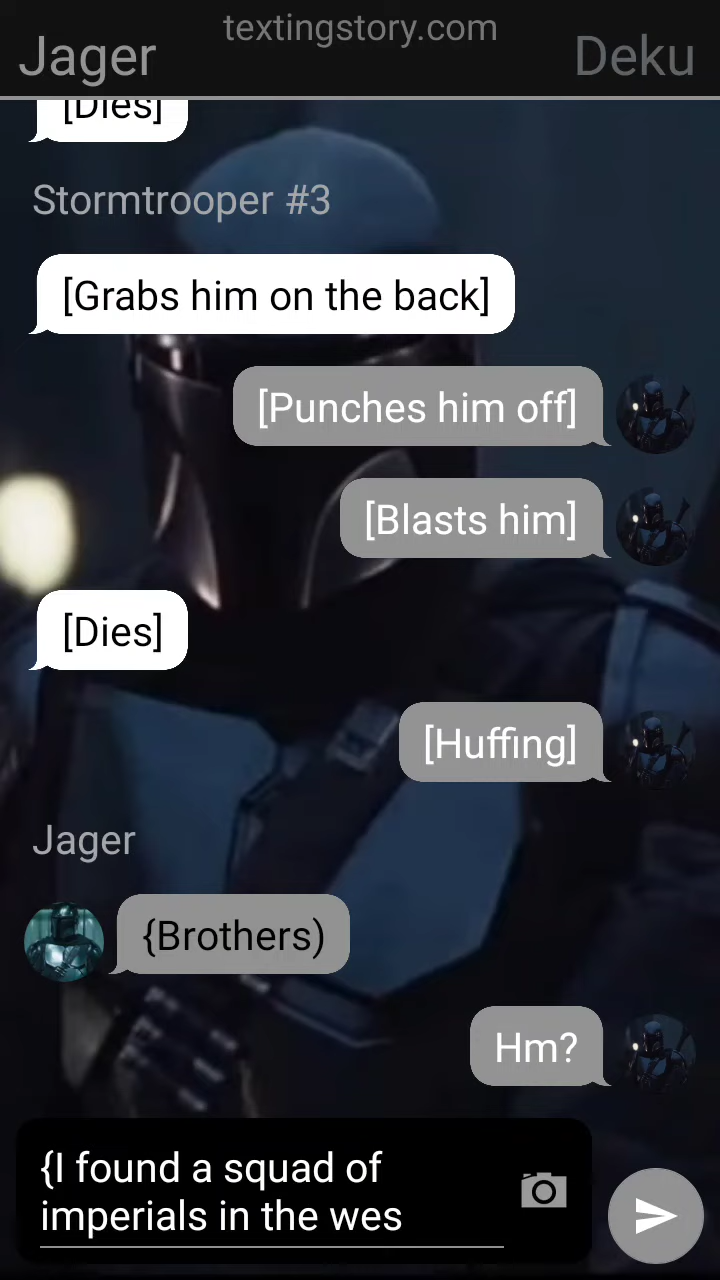 textingstory.com
Jager
Deku
[Dies]
Stormtrooper #3
[Grabs him on the back]
[Punches him off]
[Blasts him]
[Dies]
[Huffing]
Jager
{Brothers)
Hm?
{I found a squad of
imperials in the wes